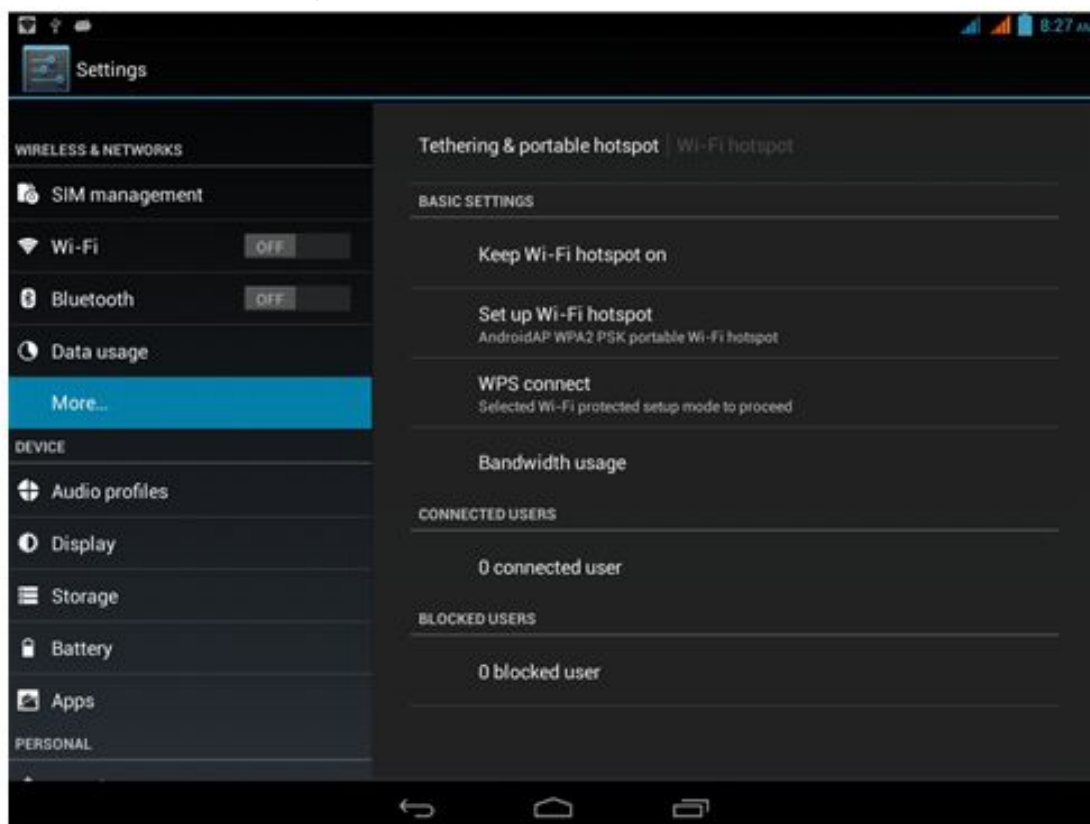 8:27 AM
Settings
WIRELESS & NETWORKS
SIM management
Wi-Fi OFF
Bluetooth OFF
Data usage
More...
DEVICE
Audio profiles
Display
Storage
Battery
Apps
PERSONAL
Tethering & portable hotspot | Wi-Fi hotspot
BASIC SETTINGS
Keep Wi-Fi hotspot on
Set up Wi-Fi hotspot
AndroidAP WPA2 PSK portable Wi-Fi hotspot
WPS connect
Selected Wi-Fi protected setup mode to proceed
Bandwidth usage
CONNECTED USERS
0 connected user
BLOCKED USERS
0 blocked user